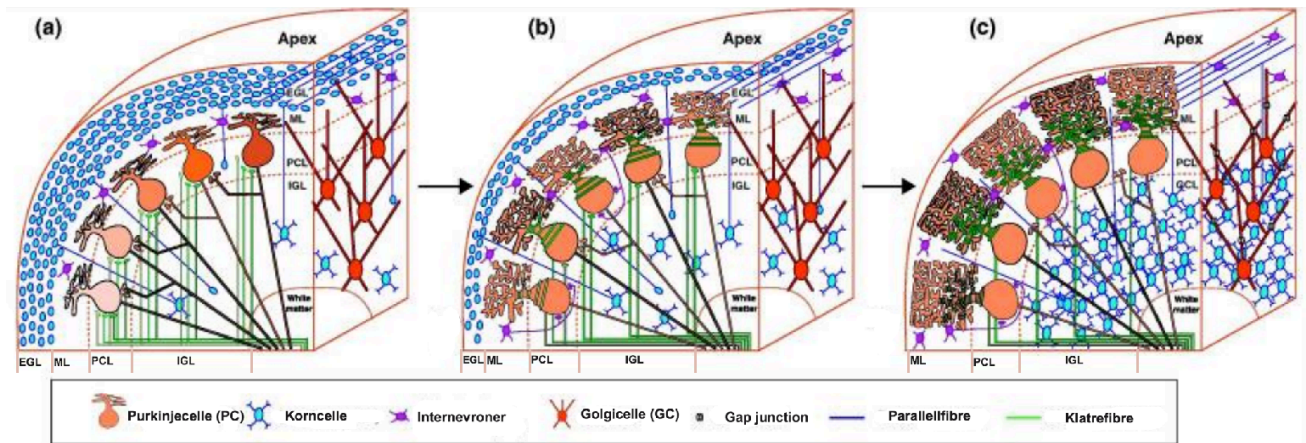 (a)
Apex
EGL
ML
PCL
IGL
White
matter
EGL ML PCL IGL
(b)
Apex
EGL
ML
PCL
IGL
White
matter
EGL ML PCL IGL
(c)
Apex
ML
PCL
GCL
White
matter
ML PCL IGL
Purkinjecelle (PC) Korncelle Internevroner Golgicelle (GC) Gap junction Parallellfibre Klatrefibre